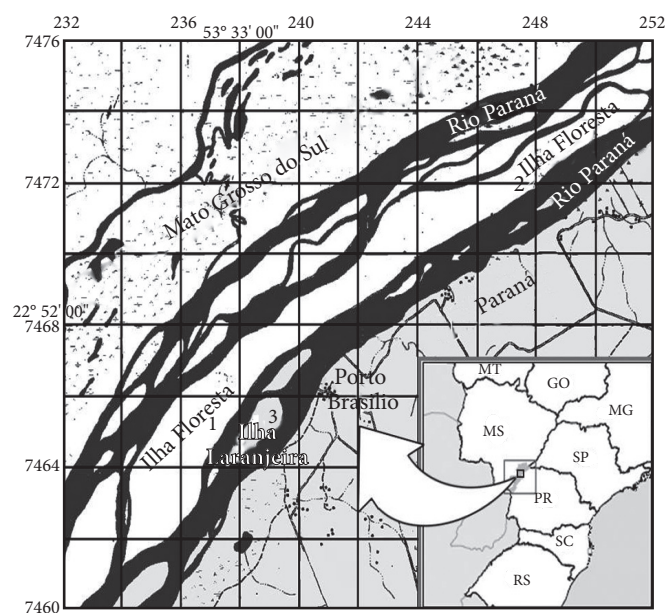 232 236 240 244 248 252
53° 33' 00"
7476
Rio Paraná
Ilha Floresta
2
Rio Paraná
Mato Grosso do Sul
7472
Paraná
22° 52' 00"
7468
Porto
Brasílio
Ilha Floresta
1
3
Ilha
Laranjeira
7464
7460
MT
GO
MG
MS
SP
PR
SC
RS